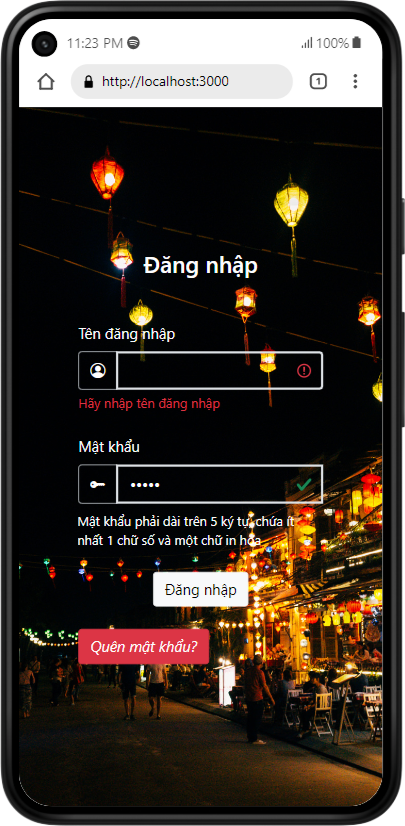 11:23 PM 100%
http://localhost:3000
1
Đăng nhập
Tên đăng nhập
Hãy nhập tên đăng nhập
Mật khẩu
Mật khẩu phải dài trên 5 ký tự, chứa ít
nhất 1 chữ số và một chữ in hoa
Đăng nhập
Quên mật khẩu?